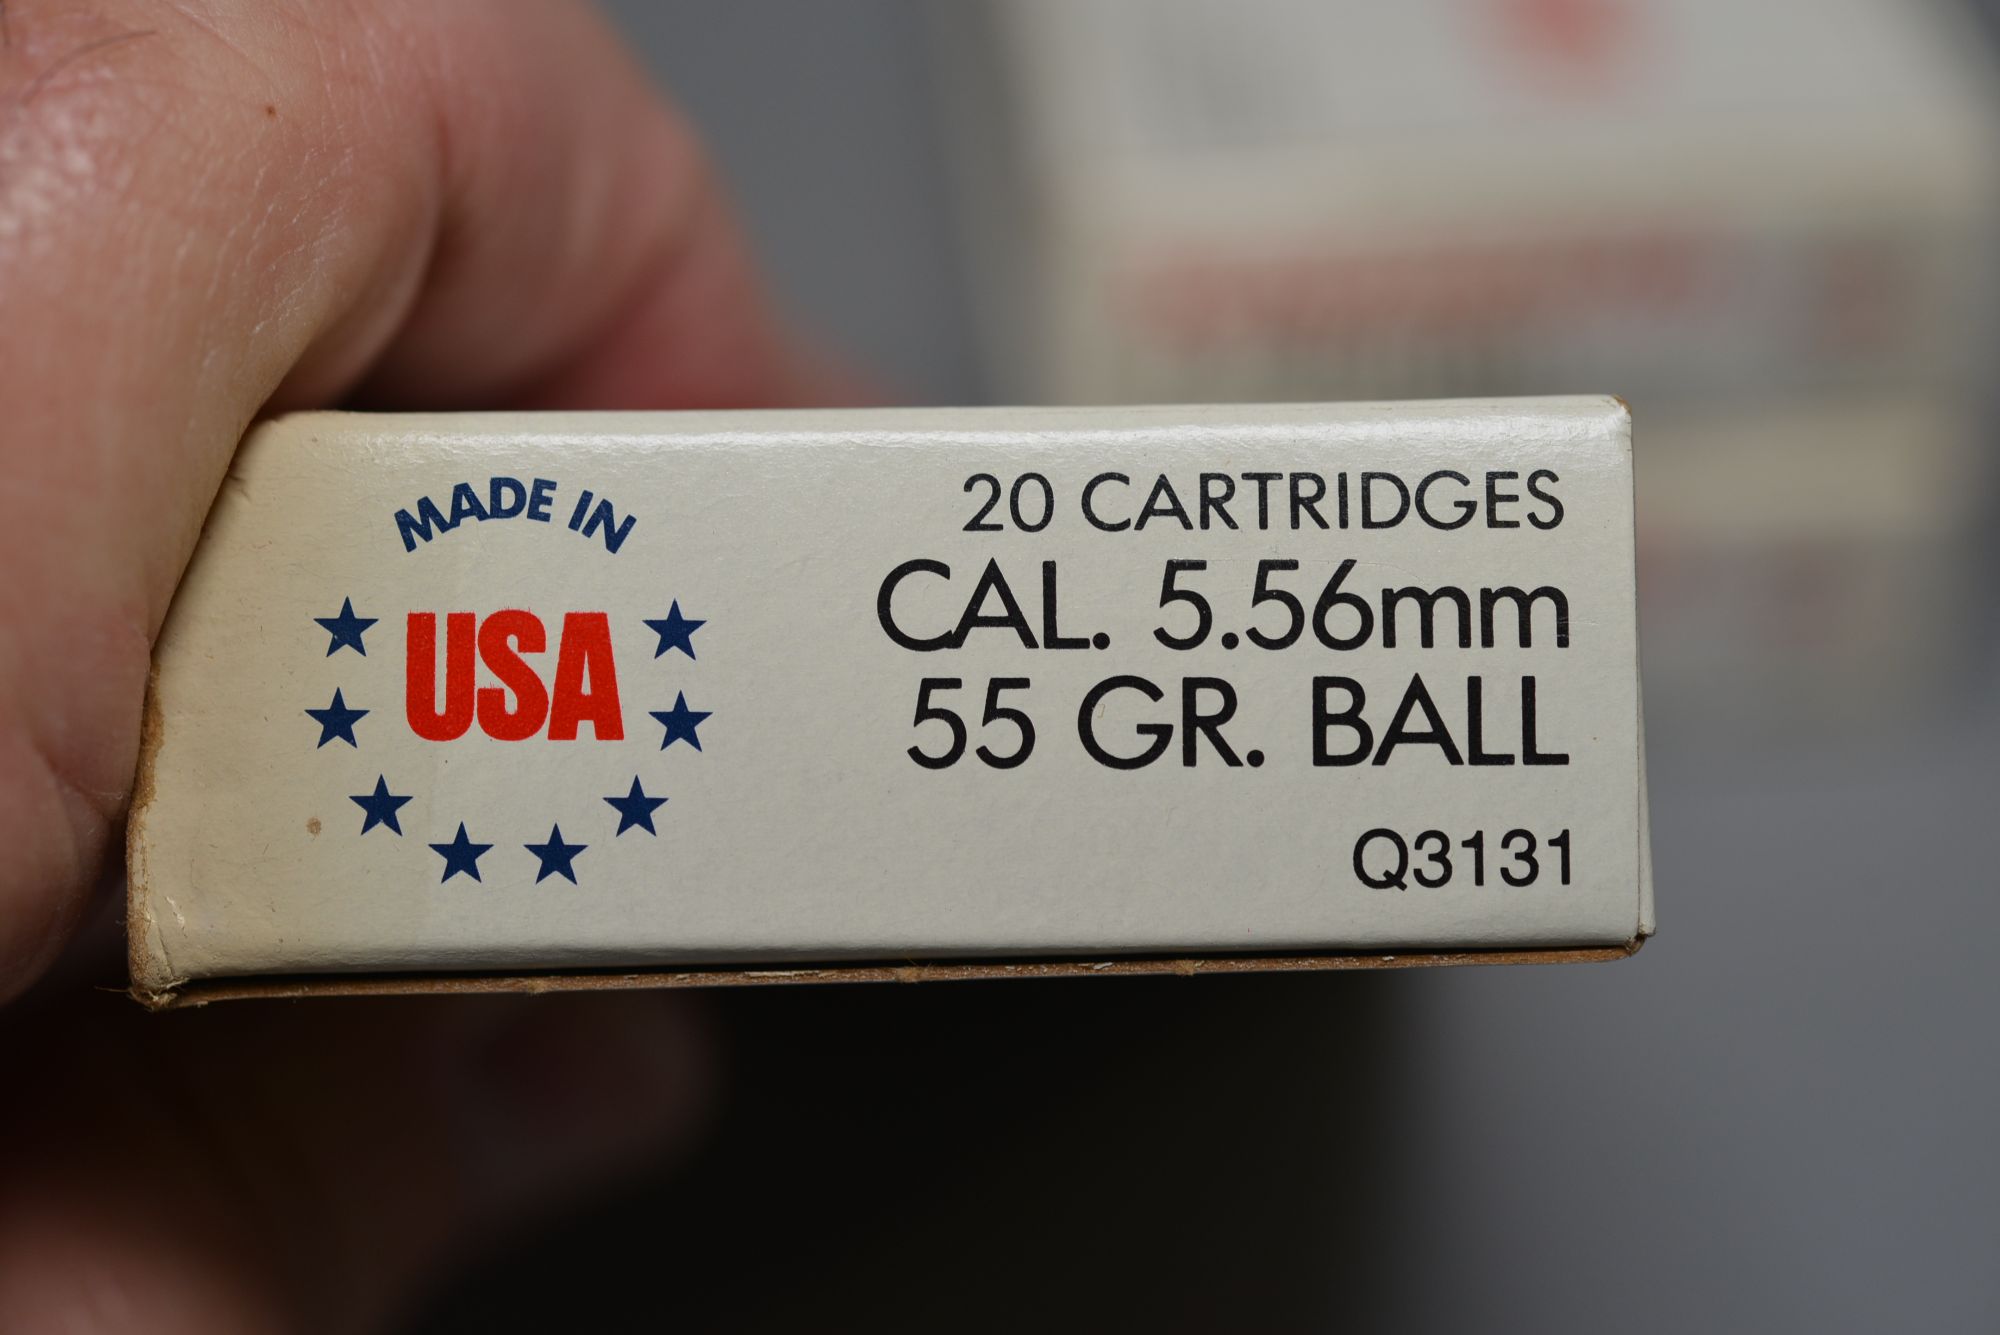 MADE IN
USA
20 CARTRIDGES
CAL. 5.56mm
55 GR. BALL
Q3131